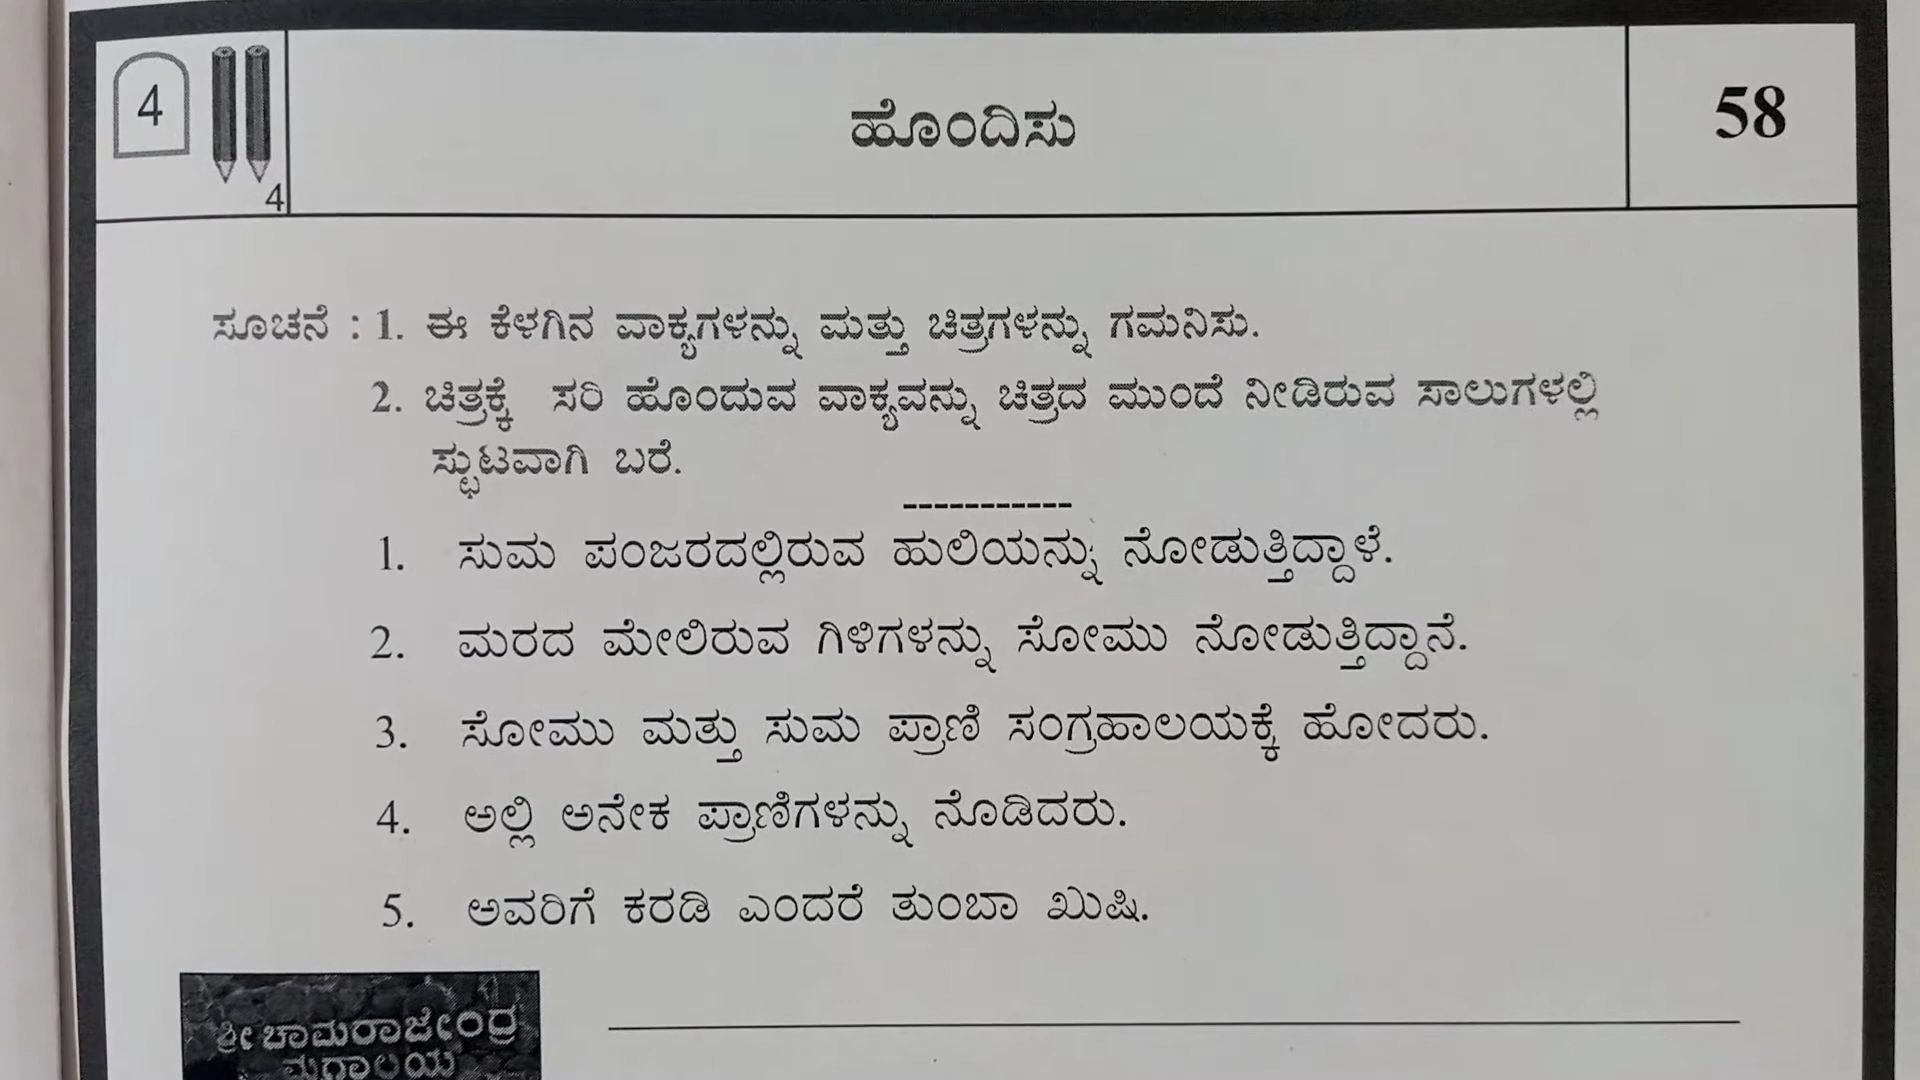 4
4
ಹೊಂದಿಸು
58
ಸೂಚನೆ : 1. ಈ ಕೆಳಗಿನ ವಾಕ್ಯಗಳನ್ನು ಮತ್ತು ಚಿತ್ರಗಳನ್ನು ಗಮನಿಸು.
2. ಚಿತ್ರಕ್ಕೆ ಸರಿ ಹೊಂದುವ ವಾಕ್ಯವನ್ನು ಚಿತ್ರದ ಮುಂದೆ ನೀಡಿರುವ ಸಾಲುಗಳಲ್ಲಿ
ಸ್ಫುಟವಾಗಿ ಬರೆ.
-----------
1. ಸುಮ ಪಂಜರದಲ್ಲಿರುವ ಹುಲಿಯನ್ನು ನೋಡುತ್ತಿದ್ದಾಳೆ.
2. ಮರದ ಮೇಲಿರುವ ಗಿಳಿಗಳನ್ನು ಸೋಮು ನೋಡುತ್ತಿದ್ದಾನೆ.
3. ಸೋಮು ಮತ್ತು ಸುಮ ಪ್ರಾಣಿ ಸಂಗ್ರಹಾಲಯಕ್ಕೆ ಹೋದರು.
4. ಅಲ್ಲಿ ಅನೇಕ ಪ್ರಾಣಿಗಳನ್ನು ನೊಡಿದರು.
5. ಅವರಿಗೆ ಕರಡಿ ಎಂದರೆ ತುಂಬಾ ಖುಷಿ.
ಶ್ರೀ ಚಾಮರಾಜೇಂದ್ರ
ಮೃಗಾಲಯ